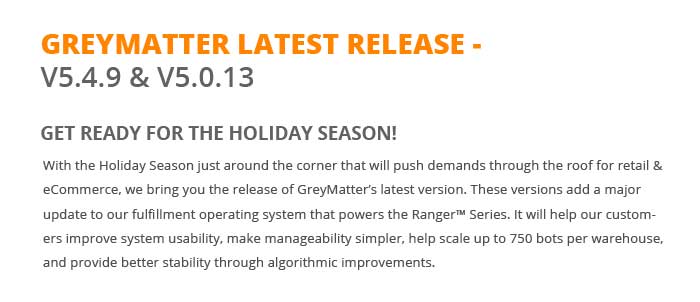 GREYMATTER LATEST RELEASE -
V5.4.9 & V5.0.13
GET READY FOR THE HOLIDAY SEASON!
With the Holiday Season just around the corner that will push demands through the roof for retail &
eCommerce, we bring you the release of GreyMatter’s latest version. These versions add a major
update to our fulfillment operating system that powers the Ranger™ Series. It will help our custom-
ers improve system usability, make manageability simpler, help scale up to 750 bots per warehouse,
and provide better stability through algorithmic improvements.